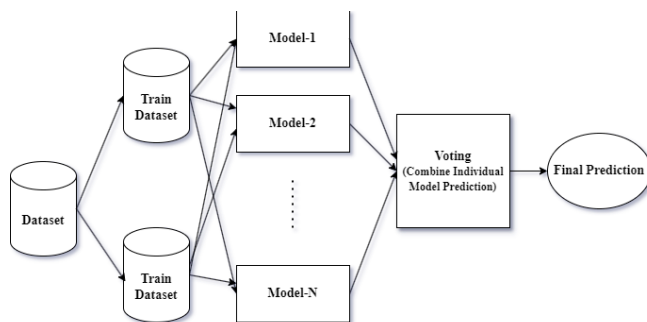 Model-1
Train
Dataset
Model-2
Voting
(Combine Individual
Model Prediction)
Final Prediction
Dataset
Train
Dataset
Model-N